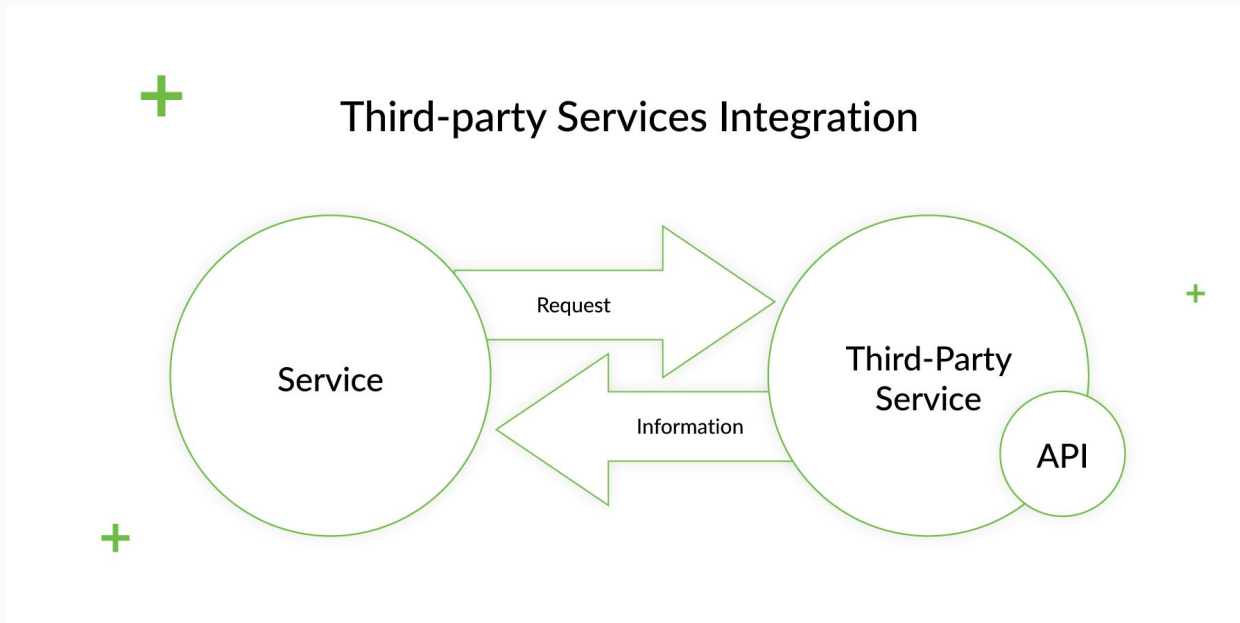 Third-party Services Integration
Request
Service
Third-Party
Service
Information
API